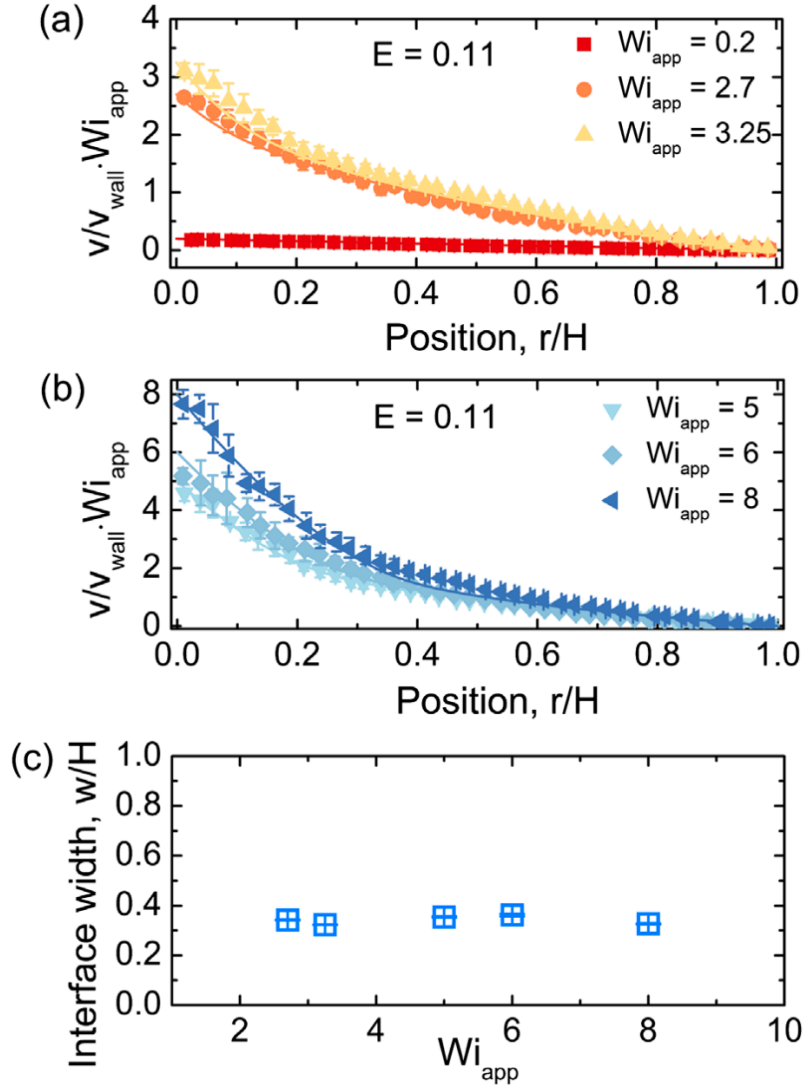 (a)
4
3
2
1
0
v/v_wall·Wi_app
E = 0.11
Wi_app = 0.2
Wi_app = 2.7
Wi_app = 3.25
0.0 0.2 0.4 0.6 0.8 1.0
Position, r/H
(b)
8
6
4
2
0
v/v_wall·Wi_app
E = 0.11
Wi_app = 5
Wi_app = 6
Wi_app = 8
0.0 0.2 0.4 0.6 0.8 1.0
Position, r/H
(c)
1.0
0.8
0.6
0.4
0.2
0.0
Interface width, w/H
2 4 6 8 10
Wi_app